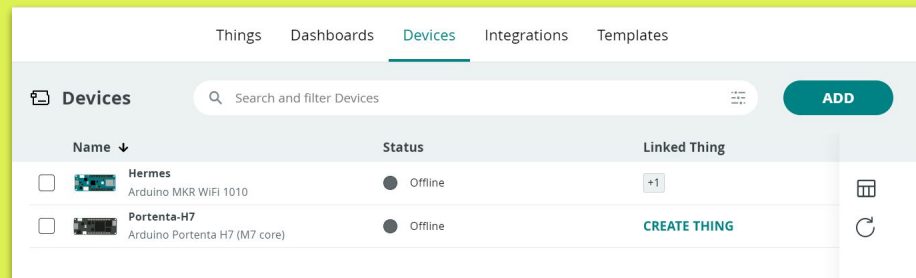 Things Dashboards Devices Integrations Templates
Devices Search and filter Devices ADD
Name Status Linked Thing
Hermes
Arduino MKR WiFi 1010 Offline +1
Portenta-H7
Arduino Portenta H7 (M7 core) Offline CREATE THING